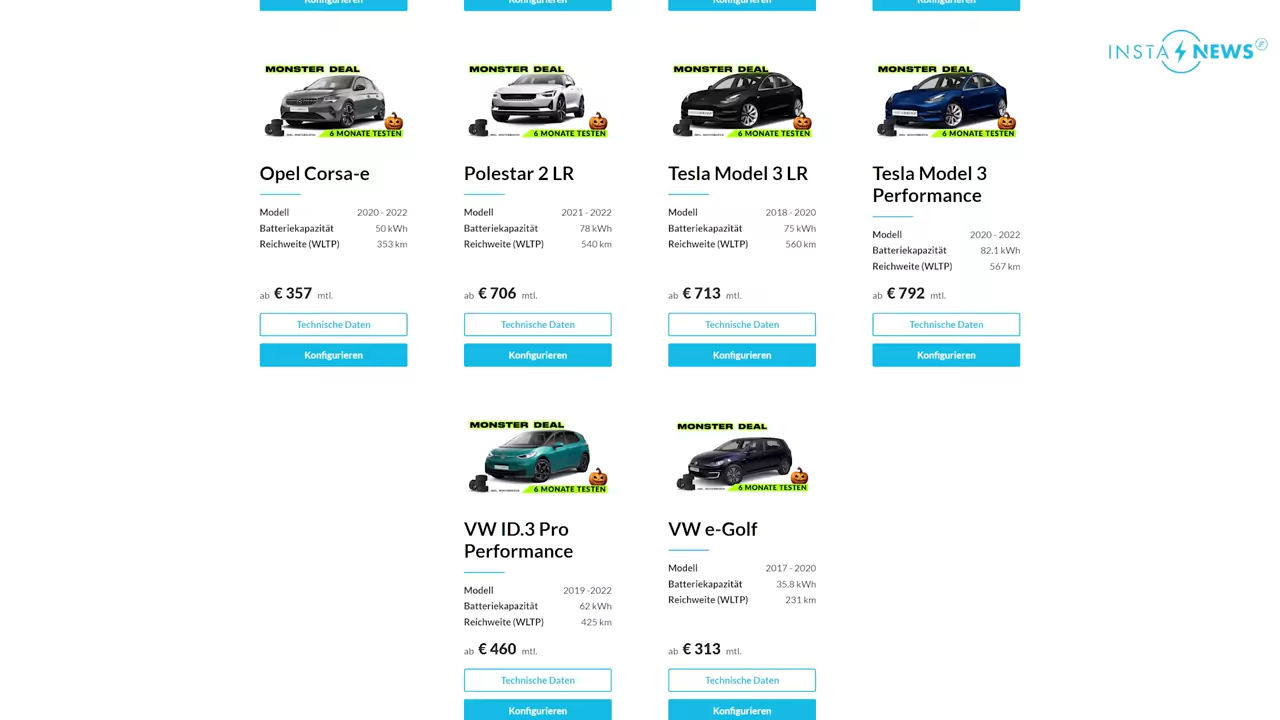 Konfigurieren
Konfigurieren
Konfigurieren
Konfigurieren
INSTA NEWS
MONSTER DEAL
6 MONATE TESTEN
Opel Corsa-e
Modell 2020 - 2022
Batteriekapazität 50 kWh
Reichweite (WLTP) 353 km
ab € 357 mtl.
Technische Daten
Konfigurieren
MONSTER DEAL
6 MONATE TESTEN
Polestar 2 LR
Modell 2021 - 2022
Batteriekapazität 78 kWh
Reichweite (WLTP) 540 km
ab € 706 mtl.
Technische Daten
Konfigurieren
MONSTER DEAL
6 MONATE TESTEN
Tesla Model 3 LR
Modell 2018 - 2020
Batteriekapazität 75 kWh
Reichweite (WLTP) 560 km
ab € 713 mtl.
Technische Daten
Konfigurieren
MONSTER DEAL
6 MONATE TESTEN
Tesla Model 3
Performance
Modell 2020 - 2022
Batteriekapazität 82.1 kWh
Reichweite (WLTP) 567 km
ab € 792 mtl.
Technische Daten
Konfigurieren
MONSTER DEAL
6 MONATE TESTEN
VW ID.3 Pro
Performance
Modell 2019 -2022
Batteriekapazität 62 kWh
Reichweite (WLTP) 425 km
ab € 460 mtl.
Technische Daten
Konfigurieren
MONSTER DEAL
6 MONATE TESTEN
VW e-Golf
Modell 2017 - 2020
Batteriekapazität 35.8 kWh
Reichweite (WLTP) 231 km
ab € 313 mtl.
Technische Daten
Konfigurieren